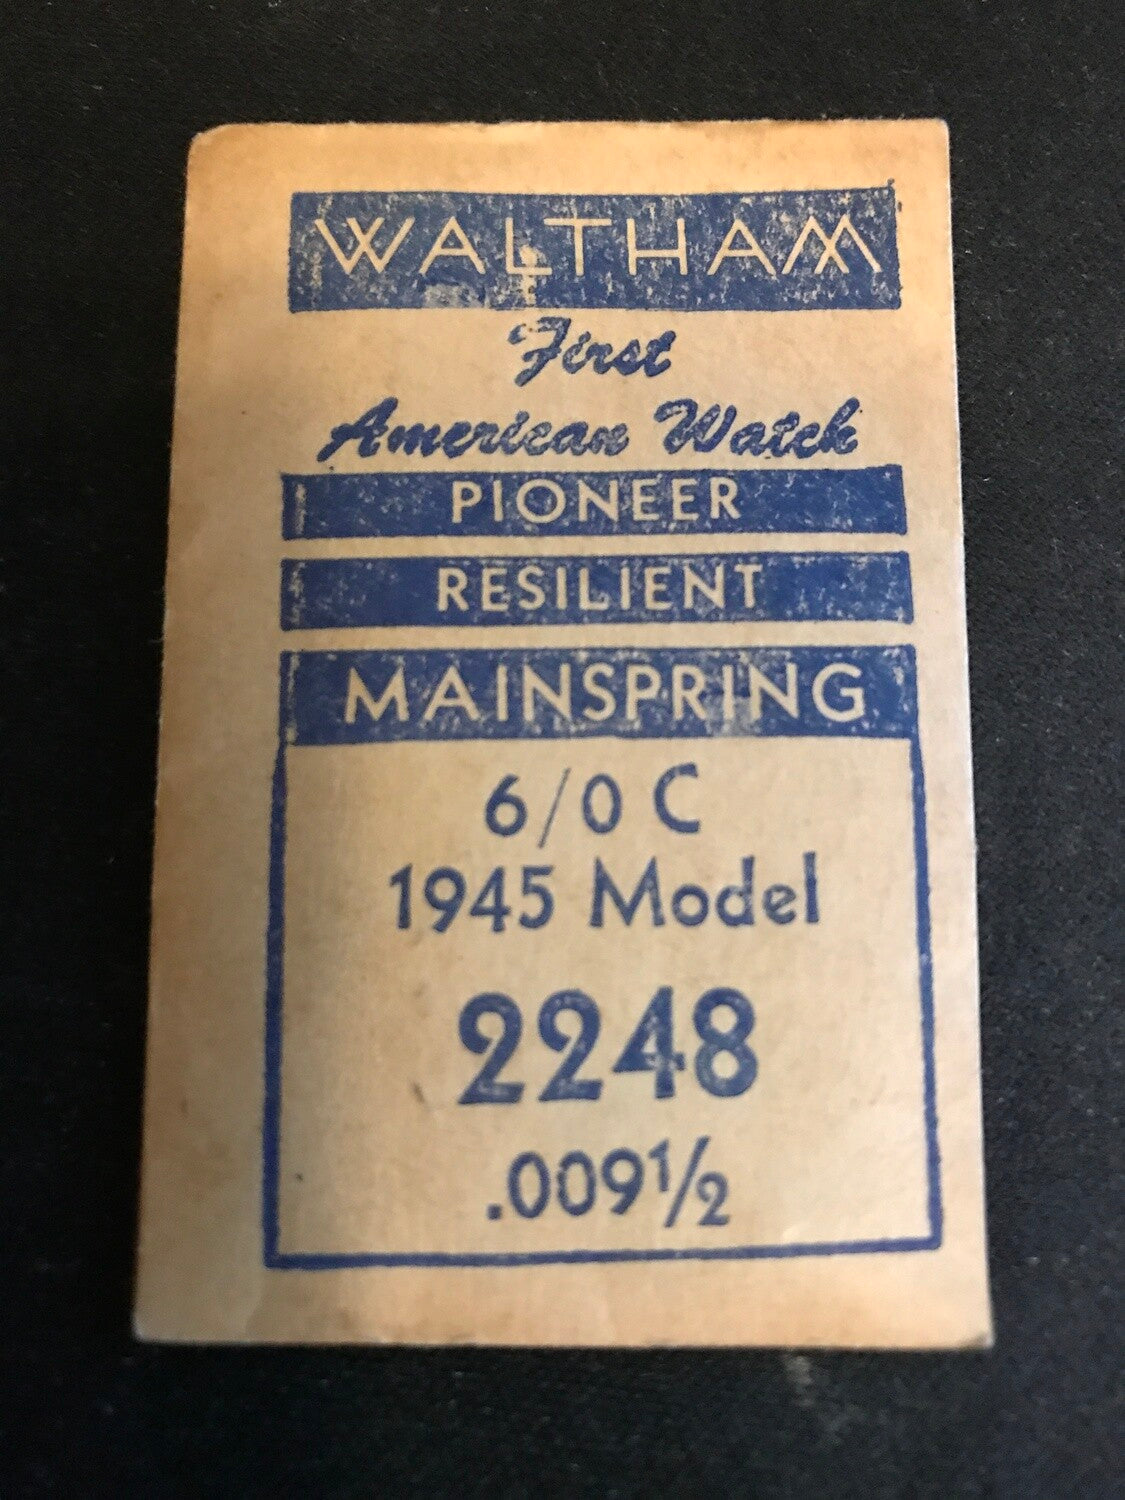 WALTHAM
First
American Watch
PIONEER
RESILIENT
MAINSPRING
6/0 C
1945 Model
2248
.009½